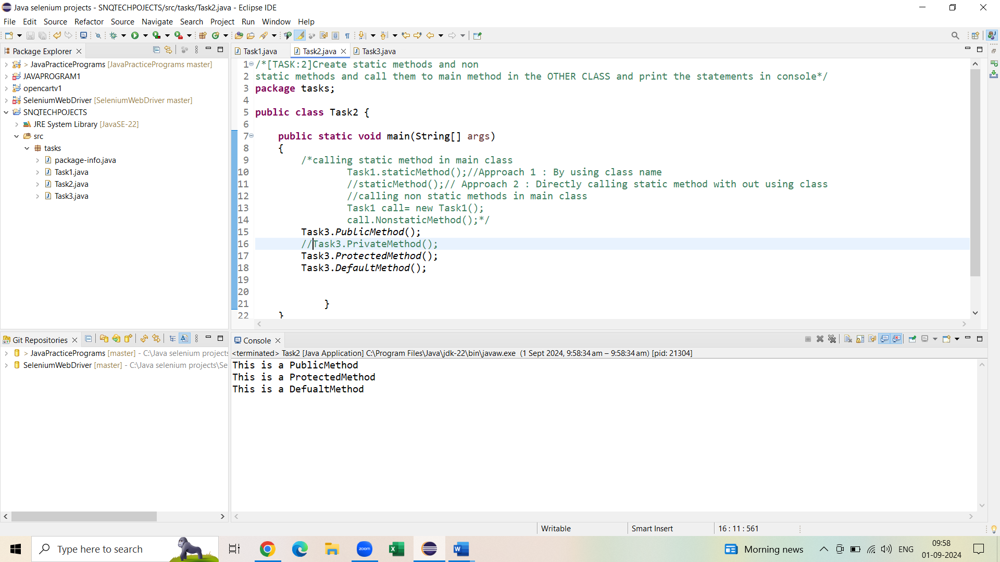 Java selenium projects - SNQTECHPOJECTS/src/tasks/Task2.java - Eclipse IDE
File Edit Source Refactor Source Navigate Search Project Run Window Help
Package Explorer
> JavaPracticePrograms [JavaPracticePrograms master]
JAVAPROGRAM1
opencartv1
SeleniumWebDriver [SeleniumWebDriver master]
SNQTECHPOJECTS
JRE System Library [JavaSE-22]
src
tasks
package-info.java
Task1.java
Task2.java
Task3.java
Task1.java Task2.java Task3.java
1 /*[TASK:2]Create static methods and non
2 static methods and call them to main method in the OTHER CLASS and print the statements in console*/
3 package tasks;
4
5 public class Task2 {
6
7 public static void main(String[] args)
8 {
9 /*calling static method in main class
10 Task1.staticMethod();//Approach 1 : By using class name
11 //staticMethod();// Approach 2 : Directly calling static method with out using class
12 //calling non static methods in main class
13 Task1 call= new Task1();
14 call.NonstaticMethod();*/
15 Task3.PublicMethod();
16 //Task3.PrivateMethod();
17 Task3.ProtectedMethod();
18 Task3.DefaultMethod();
19
20
21 }
22 }
Git Repositories
> JavaPracticePrograms [master] - C:\Java selenium projects
SeleniumWebDriver [master] - C:\Java selenium projects\Se
Console
<terminated> Task2 [Java Application] C:\Program Files\Java\jdk-22\bin\javaw.exe (1 Sept 2024, 9:58:34 am – 9:58:34 am) [pid: 21304]
This is a PublicMethod
This is a ProtectedMethod
This is a DefualtMethod
Writable Smart Insert 16 : 11 : 561
Type here to search
zoom
Morning news
ENG
09:58
01-09-2024